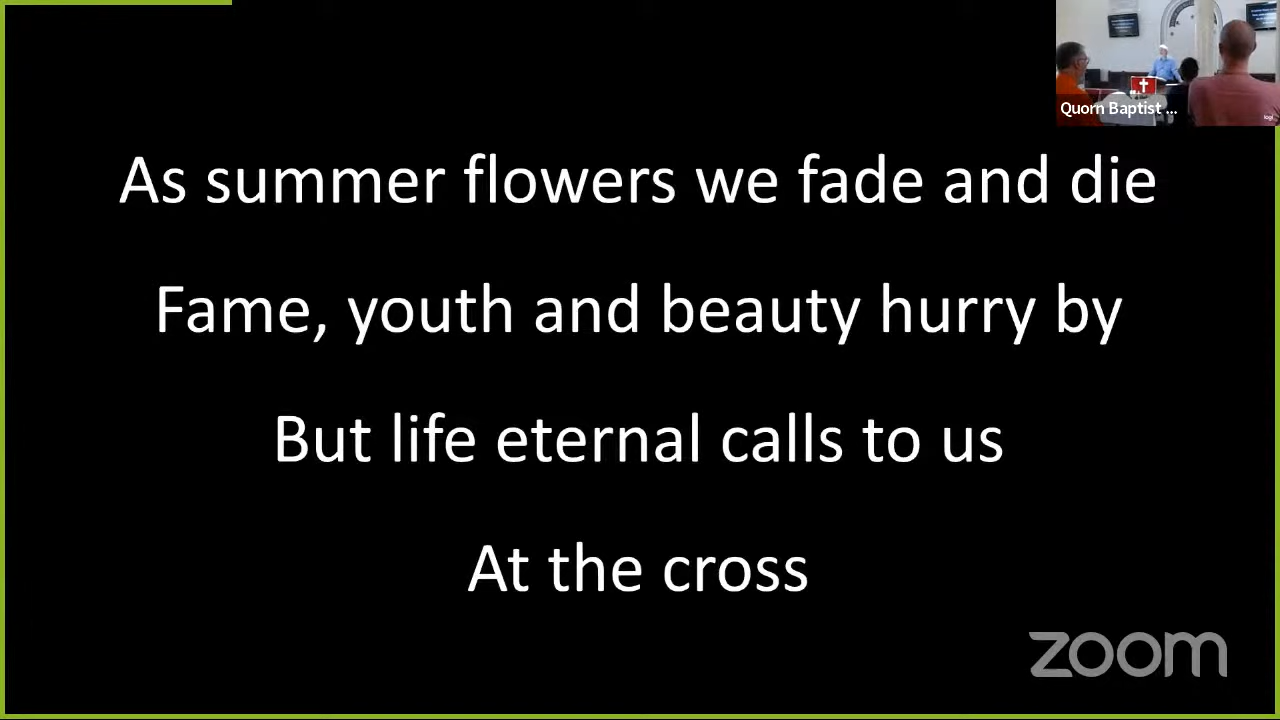 Quorn Baptist ...
As summer flowers we fade and die
Fame, youth and beauty hurry by
But life eternal calls to us
At the cross
zoom